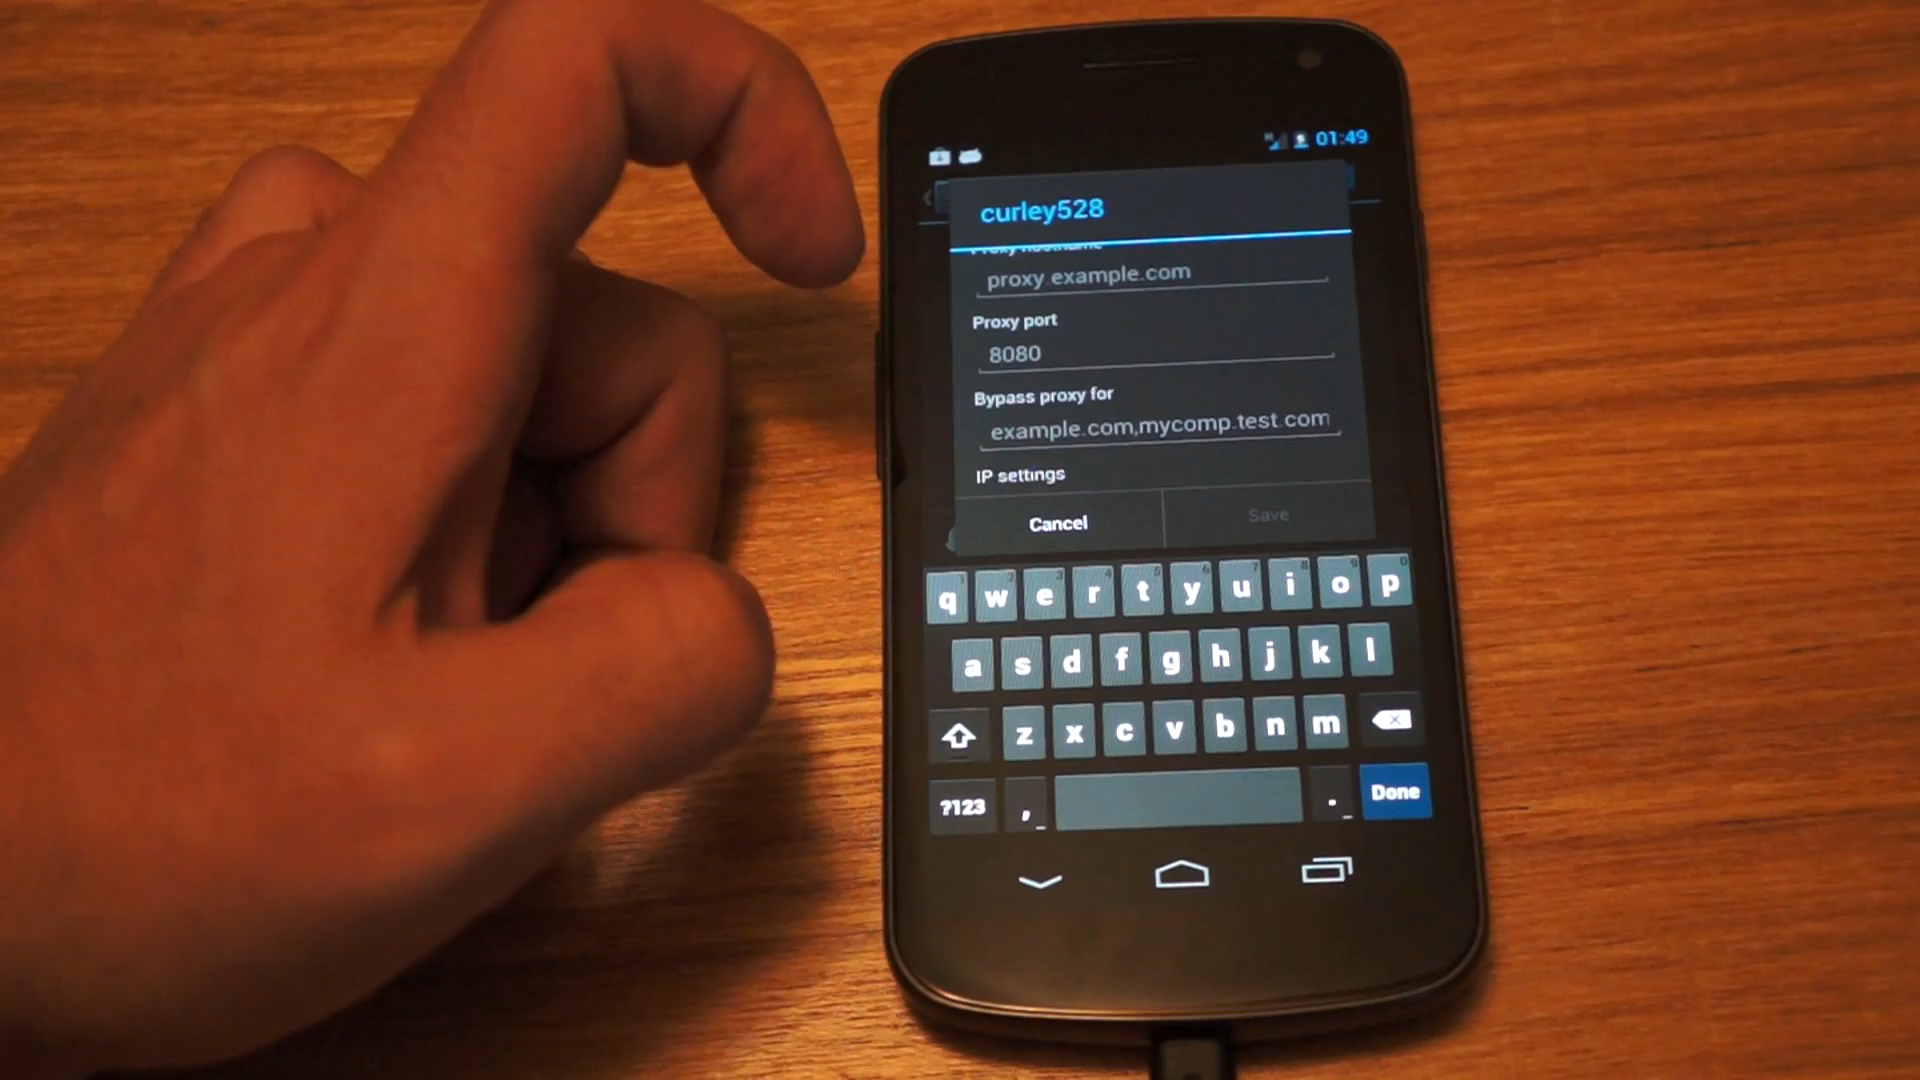 01:49
curley528
Proxy hostname
proxy.example.com
Proxy port
8080
Bypass proxy for
example.com,mycomp.test.com
IP settings
Cancel Save
q w e r t y u i o p
a s d f g h j k l
z x c v b n m
?123 , . Done